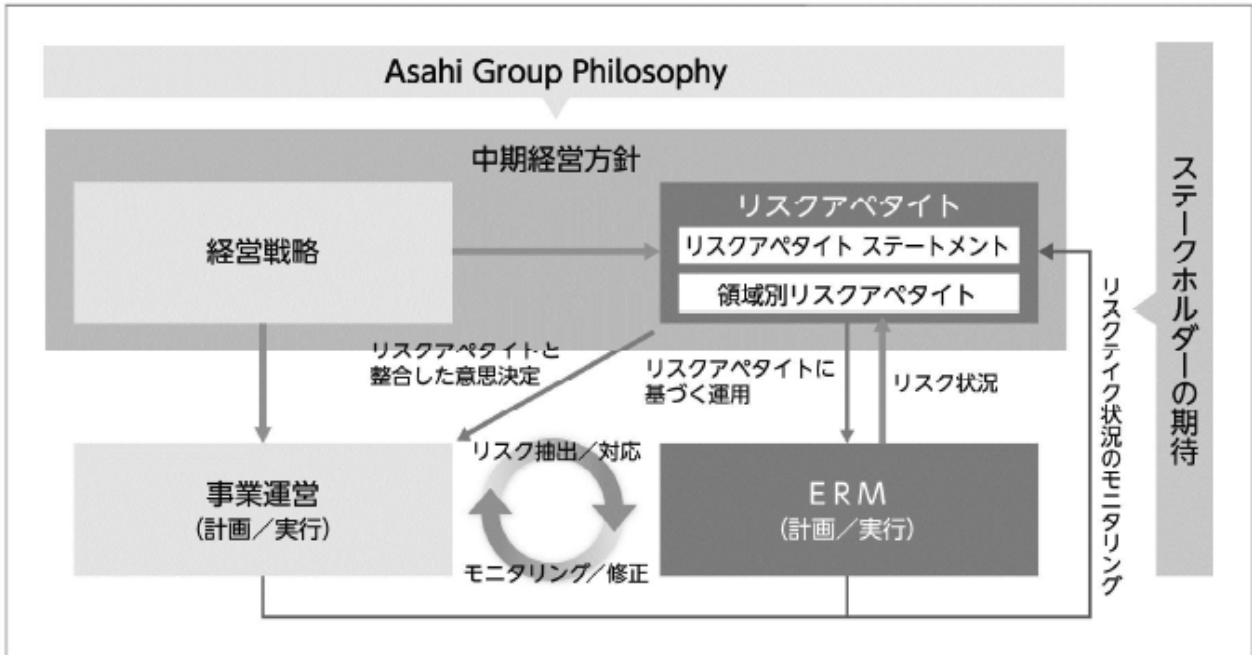 Asahi Group Philosophy
中期経営方針
経営戦略
リスクアペタイト
リスクアペタイト ステートメント
領域別リスクアペタイト
リスクアペタイトと
整合した意思決定
リスクアペタイトに
基づく運用
リスク状況
事業運営
(計画／実行)
リスク抽出／対応
モニタリング／修正
ERM
(計画／実行)
リスクテイク状況のモニタリング
ステークホルダーの期待